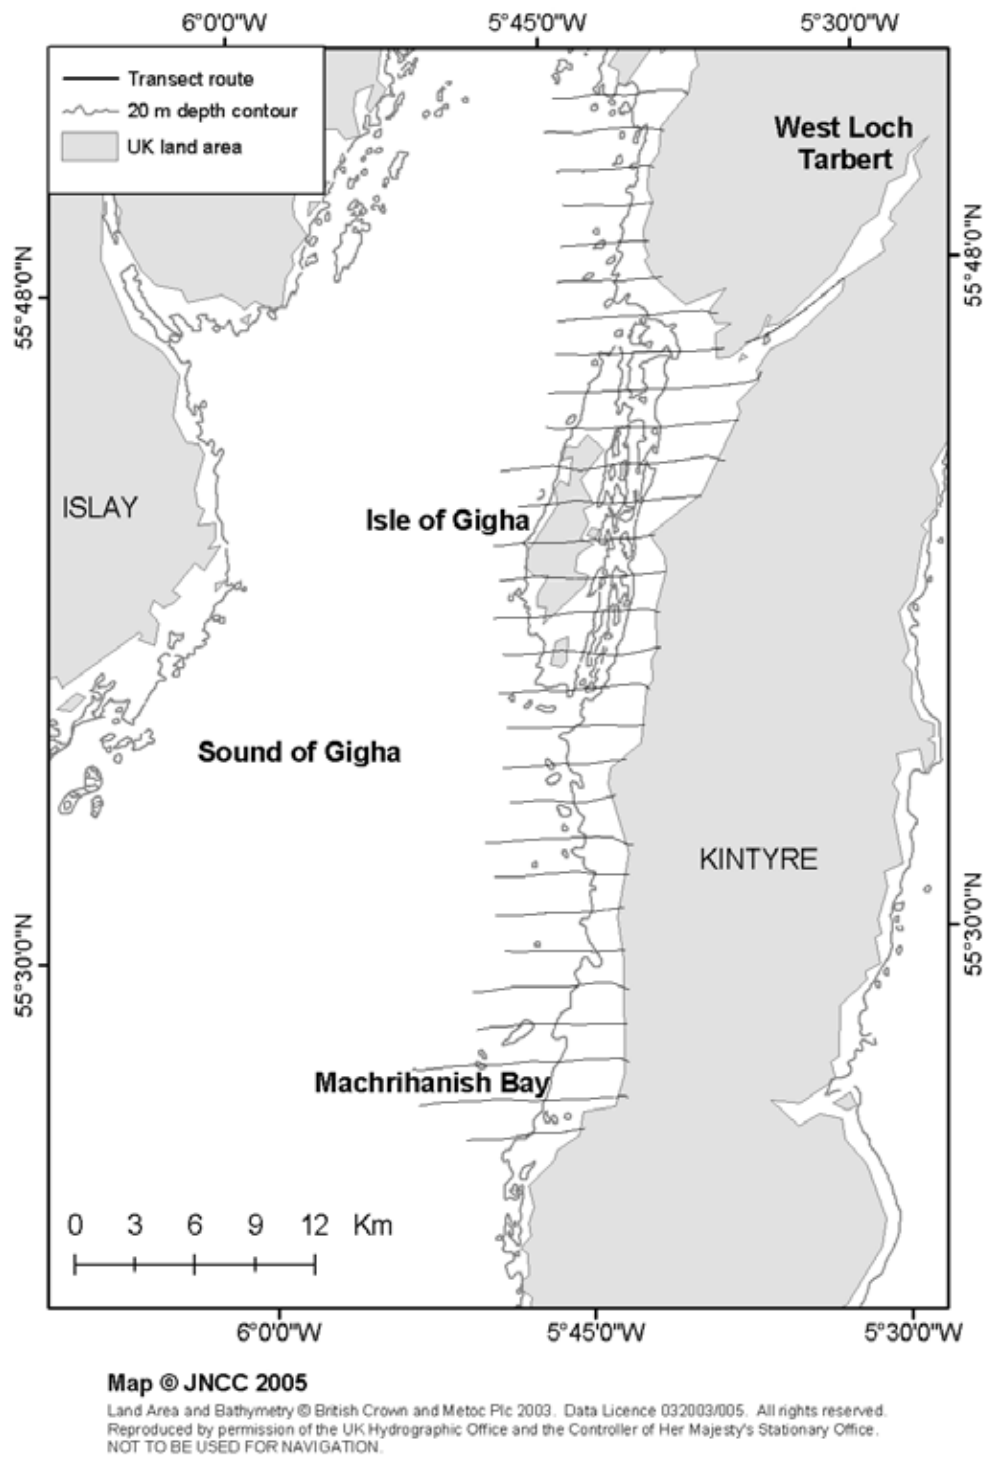 6°0'0"W 5°45'0"W 5°30'0"W
Transect route
20 m depth contour
UK land area
West Loch
Tarbert
55°48'0"N
55°48'0"N
ISLAY
Isle of Gigha
Sound of Gigha
KINTYRE
55°30'0"N
55°30'0"N
Machrihanish Bay
0 3 6 9 12 Km
6°0'0"W 5°45'0"W 5°30'0"W
Map © JNCC 2005
Land Area and Bathymetry © British Crown and Metoc Plc 2003. Data Licence 032003/005. All rights reserved.
Reproduced by permission of the UK Hydrographic Office and the Controller of Her Majesty's Stationary Office.
NOT TO BE USED FOR NAVIGATION.